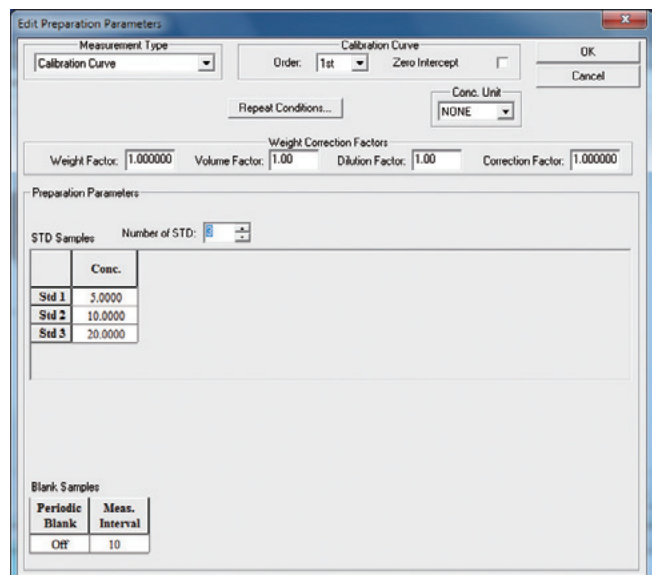 Edit Preparation Parameters
Measurement Type
Calibration Curve
Calibration Curve
Order: 1st Zero Intercept
OK
Cancel
Repeat Conditions...
Conc. Unit
NONE
Weight Correction Factors
Weight Factor: 1.000000 Volume Factor: 1.00 Dilution Factor: 1.00 Correction Factor: 1.000000
Preparation Parameters
STD Samples Number of STD: 3
Conc.
Std 1 5.0000
Std 2 10.0000
Std 3 20.0000
Blank Samples
Periodic Blank Meas. Interval
Off 10